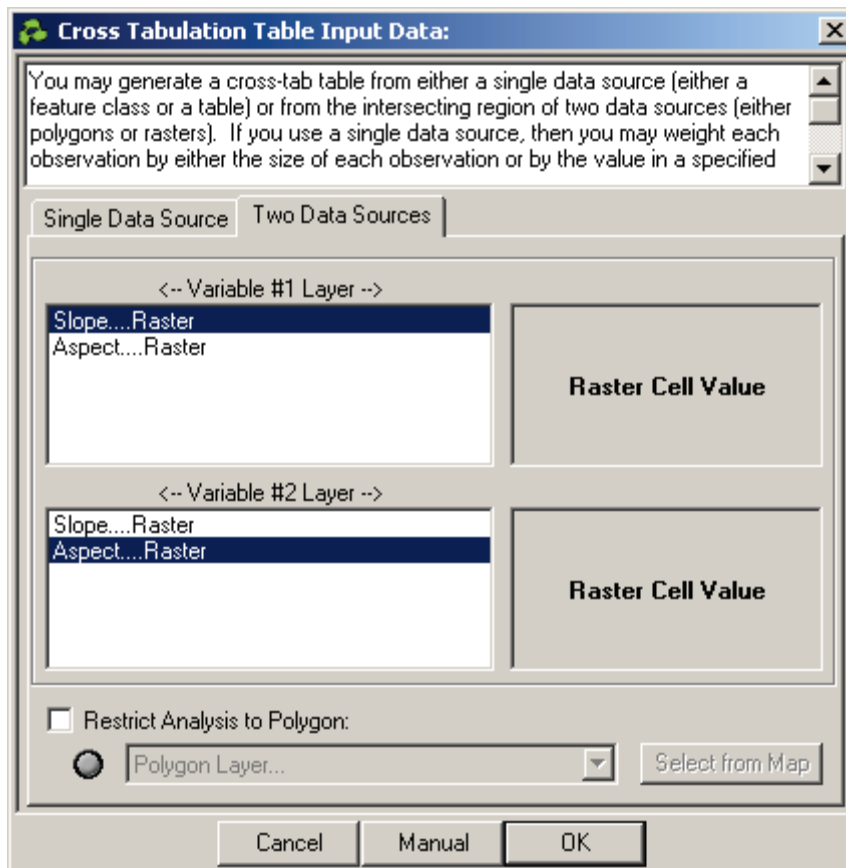 Cross Tabulation Table Input Data:
You may generate a cross-tab table from either a single data source (either a
feature class or a table) or from the intersecting region of two data sources (either
polygons or rasters).  If you use a single data source, then you may weight each
observation by either the size of each observation or by the value in a specified
Single Data Source
Two Data Sources
<-- Variable #1 Layer -->
Slope....Raster
Aspect....Raster
Raster Cell Value
<-- Variable #2 Layer -->
Slope....Raster
Aspect....Raster
Raster Cell Value
Restrict Analysis to Polygon:
Polygon Layer...
Select from Map
Cancel
Manual
OK